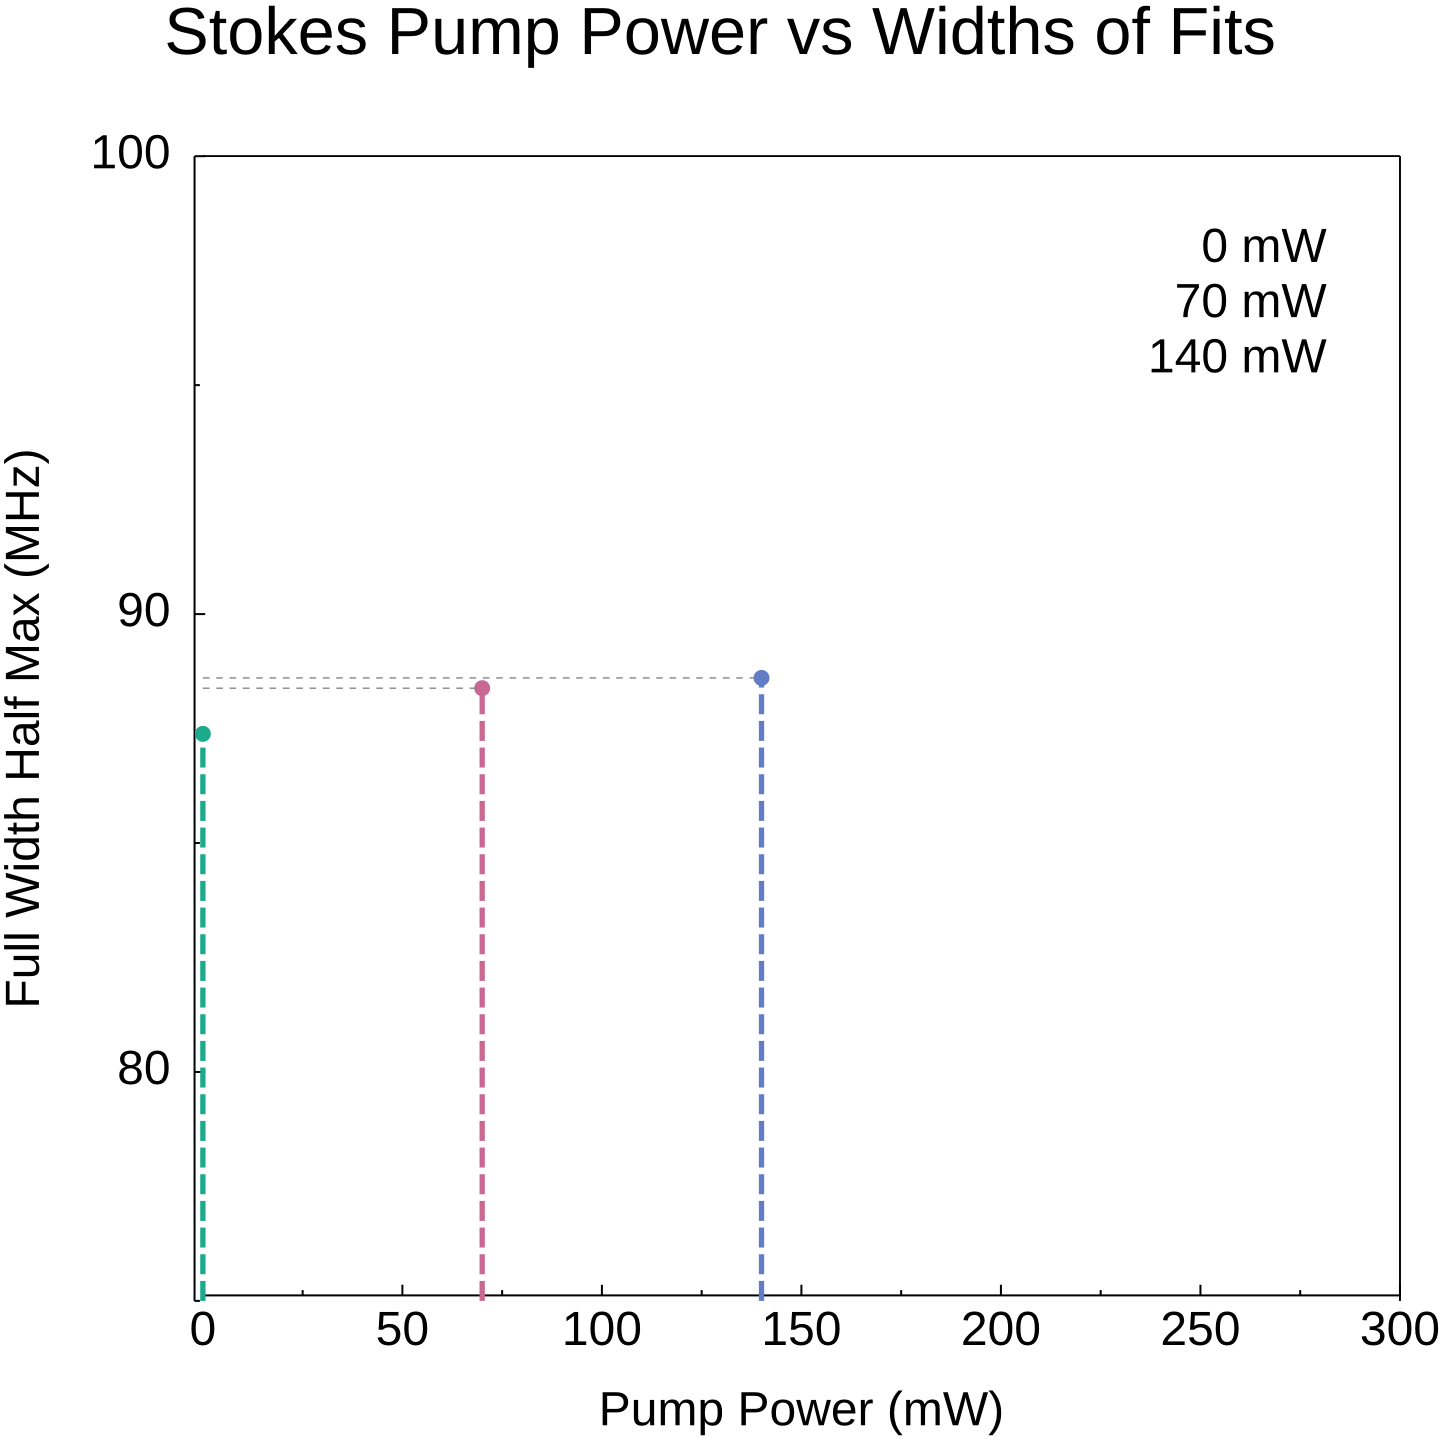 Stokes Pump Power vs Widths of Fits
100
0 mW
70 mW
140 mW
Full Width Half Max (MHz)
90
80
0 50 100 150 200 250 300
Pump Power (mW)